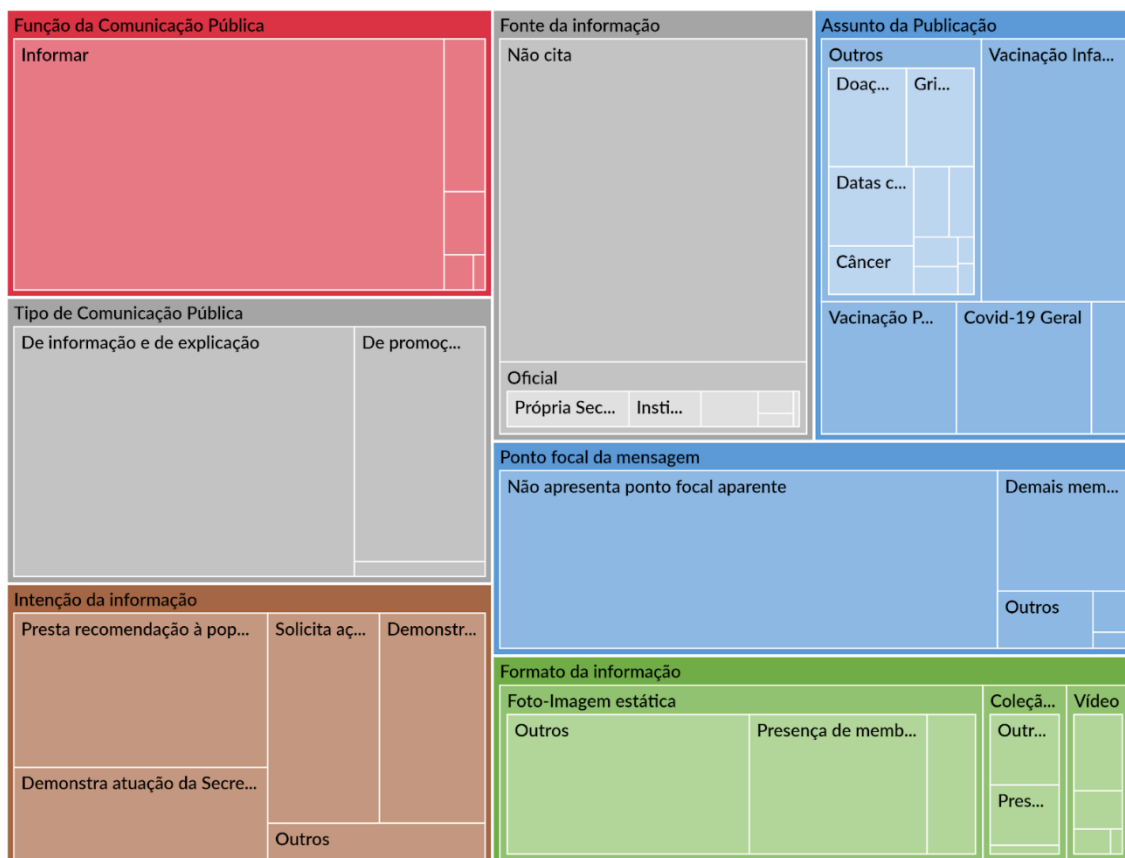 Função da Comunicação Pública
Informar
Tipo de Comunicação Pública
De informação e de explicação
De promoç...
Intenção da informação
Presta recomendação à pop...
Solicita aç...
Demonstr...
Demonstra atuação da Secre...
Outros
Fonte da informação
Não cita
Oficial
Própria Sec...
Insti...
Assunto da Publicação
Outros
Vacinação Infa...
Doaç...
Gri...
Datas c...
Câncer
Vacinação P...
Covid-19 Geral
Ponto focal da mensagem
Não apresenta ponto focal aparente
Demais mem...
Outros
Formato da informação
Foto-Imagem estática
Coleçã...
Vídeo
Outros
Presença de memb...
Outr...
Pres...